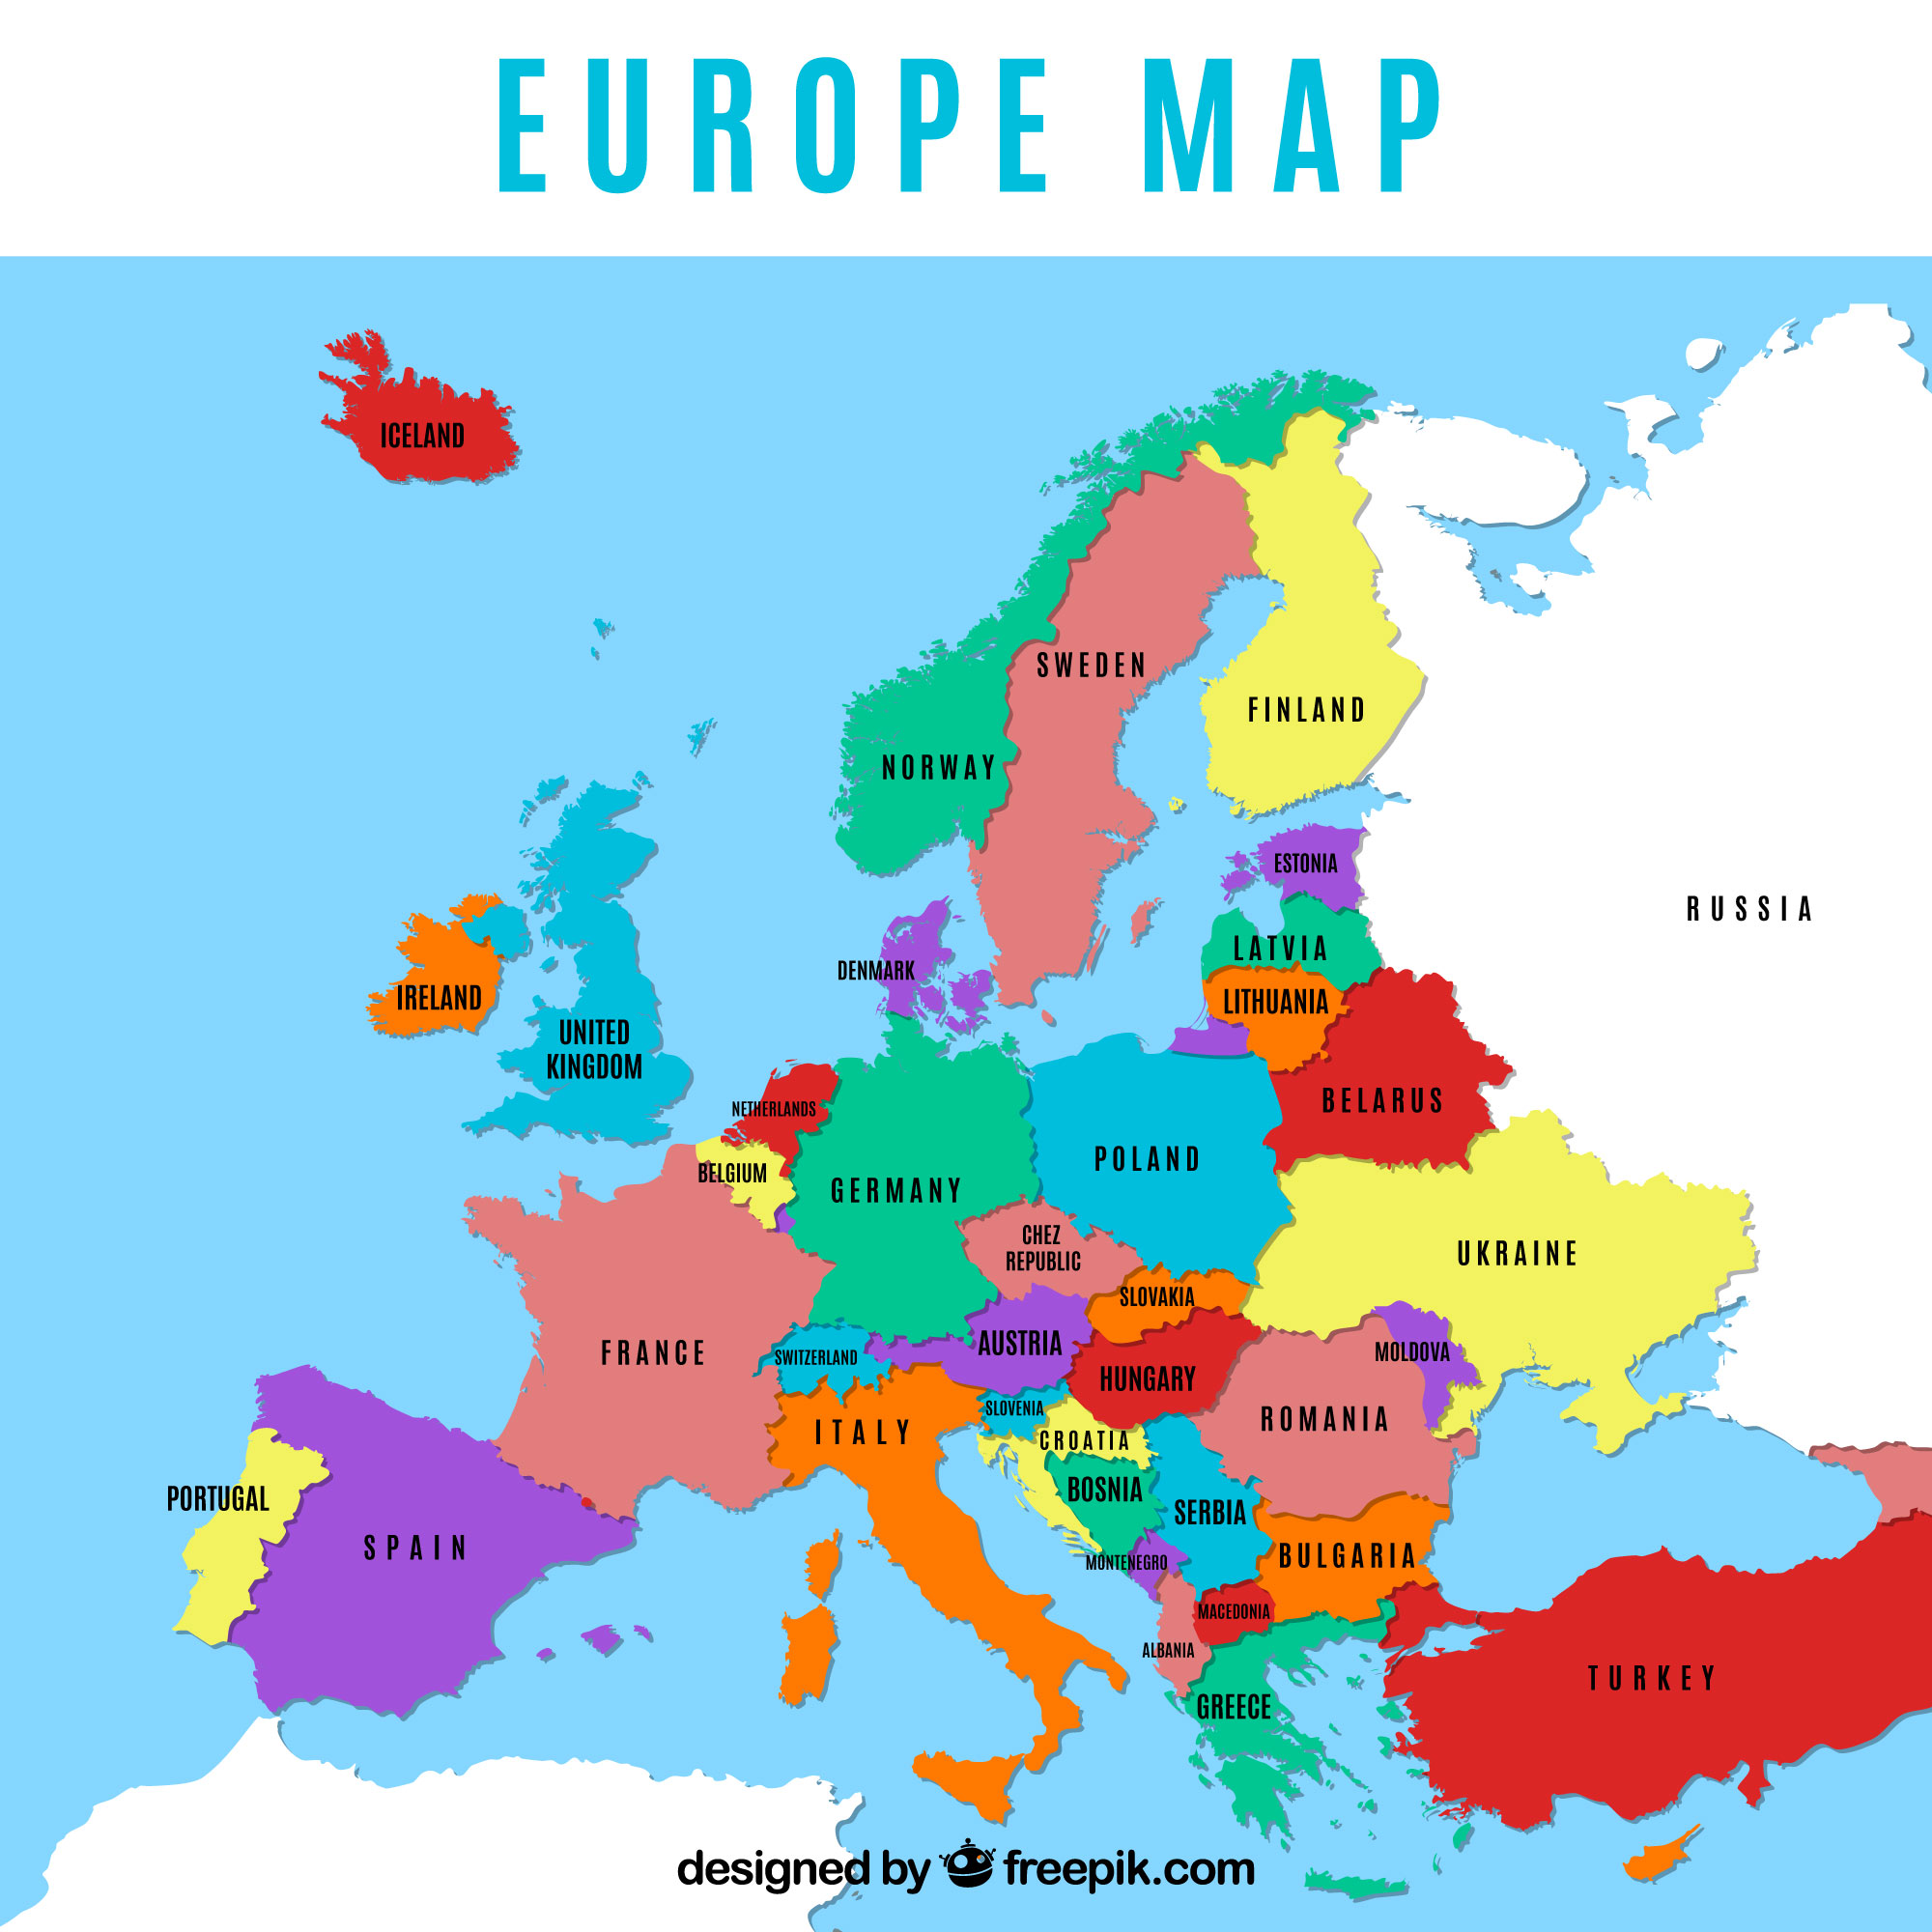 EUROPE MAP
ICELAND
SWEDEN
FINLAND
NORWAY
ESTONIA
RUSSIA
LATVIA
DENMARK
IRELAND
LITHUANIA
UNITED
KINGDOM
BELARUS
NETHERLANDS
POLAND
BELGIUM
GERMANY
CHEZ
REPUBLIC
UKRAINE
SLOVAKIA
AUSTRIA
FRANCE
SWITZERLAND
MOLDOVA
HUNGARY
SLOVENIA
ROMANIA
ITALY
CROATIA
BOSNIA
PORTUGAL
SERBIA
SPAIN
BULGARIA
MONTENEGRO
MACEDONIA
ALBANIA
TURKEY
GREECE
designed by freepik.com